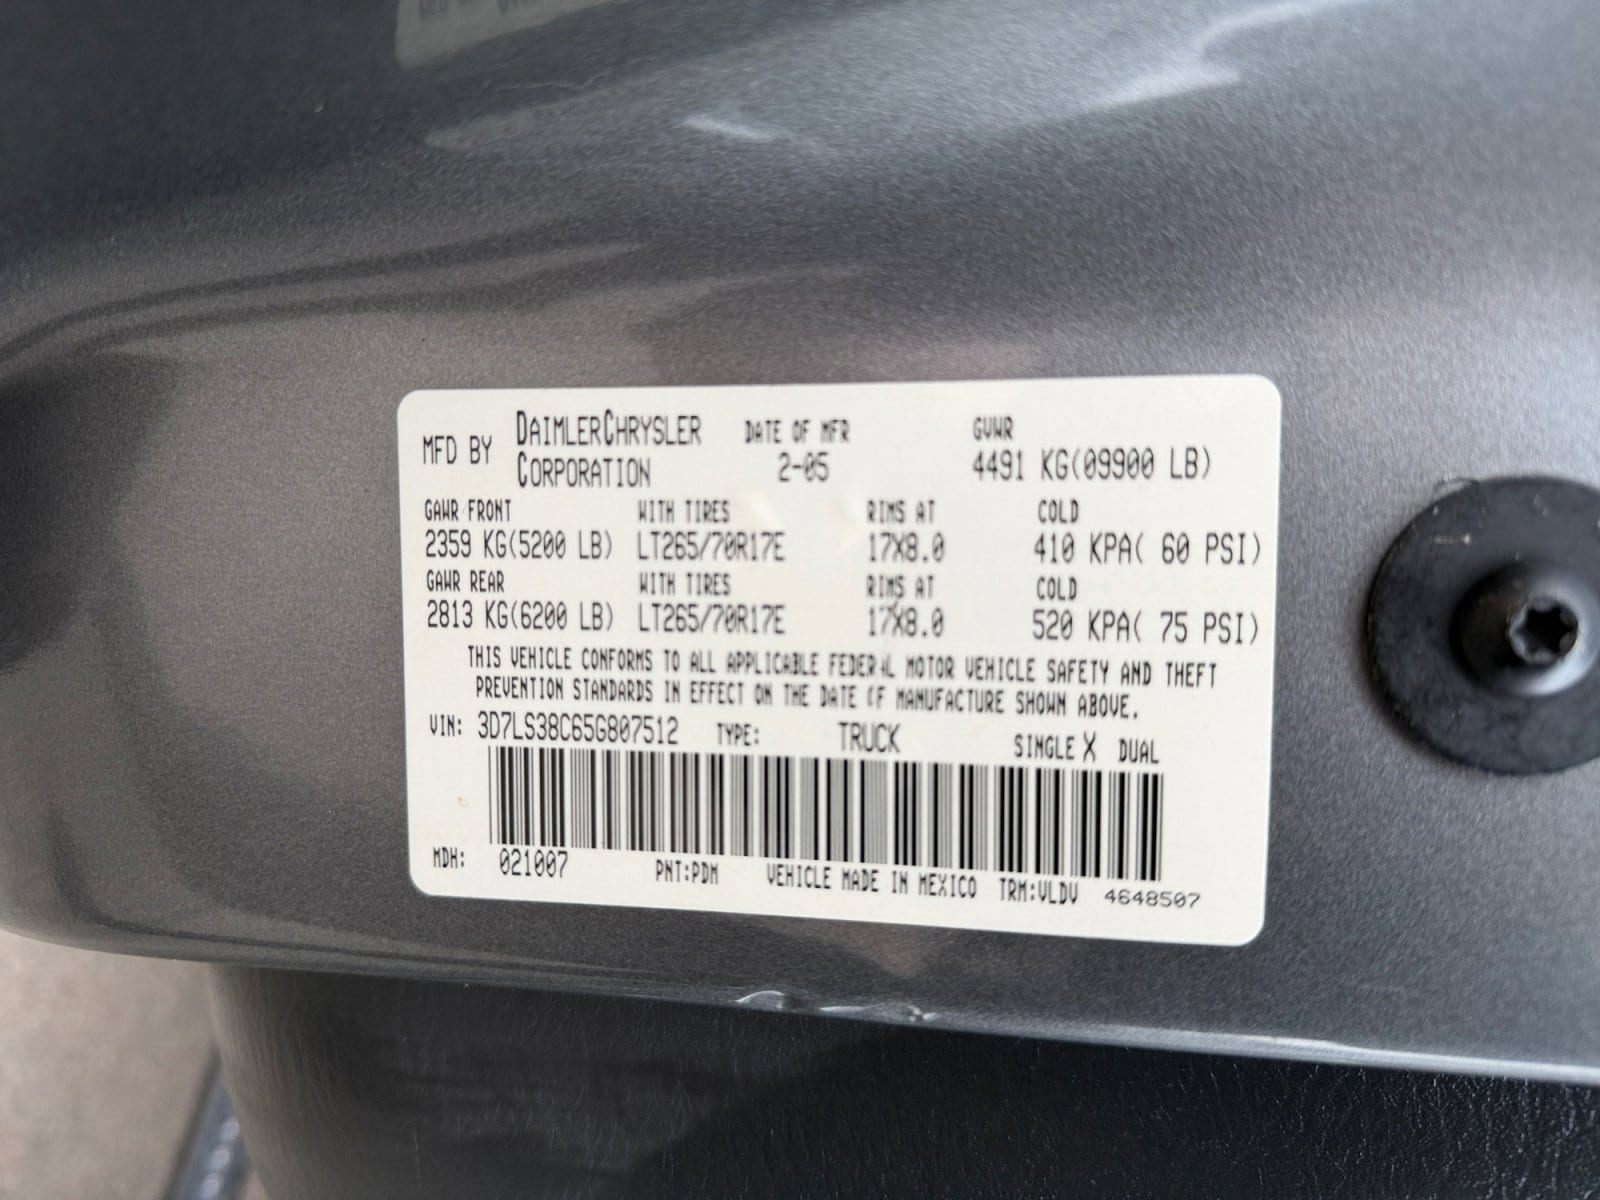 MFD BY DAIMLERCHRYSLER CORPORATION DATE OF MFR 2-05 GVWR 4491 KG(09900 LB)
GAWR FRONT WITH TIRES RIMS AT COLD
2359 KG(5200 LB) LT265/70R17E 17X8.0 410 KPA( 60 PSI)
GAWR REAR WITH TIRES RIMS AT COLD
2813 KG(6200 LB) LT265/70R17E 17X8.0 520 KPA( 75 PSI)
THIS VEHICLE CONFORMS TO ALL APPLICABLE FEDERAL MOTOR VEHICLE SAFETY AND THEFT
PREVENTION STANDARDS IN EFFECT ON THE DATE OF MANUFACTURE SHOWN ABOVE.
VIN: 3D7LS38C65G807512 TYPE: TRUCK SINGLE X DUAL
MDH: 021007 PNT:PDM VEHICLE MADE IN MEXICO TRM:VLDV 4648507